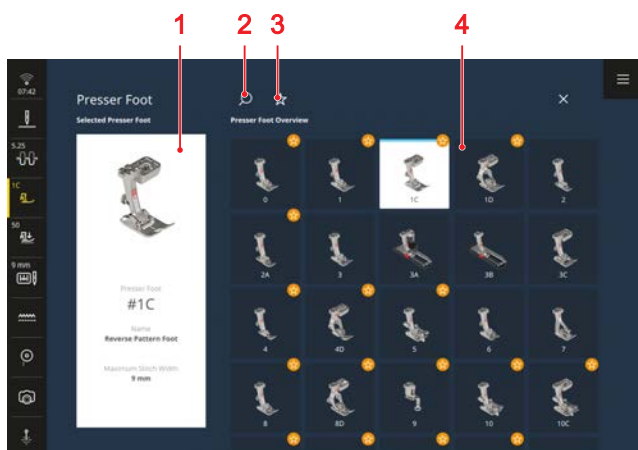 1 2 3 4
07:42
Presser Foot
Selected Presser Foot
Presser Foot Overview
5.25
1C
50
9 mm
0 1 1C 1D 2
2A 3 3A 3B 3C
Presser Foot
#1C
Name
Reverse Pattern Foot
Maximum Stitch Width
9 mm
4 4D 5 6 7
8 8D 9 10 10C